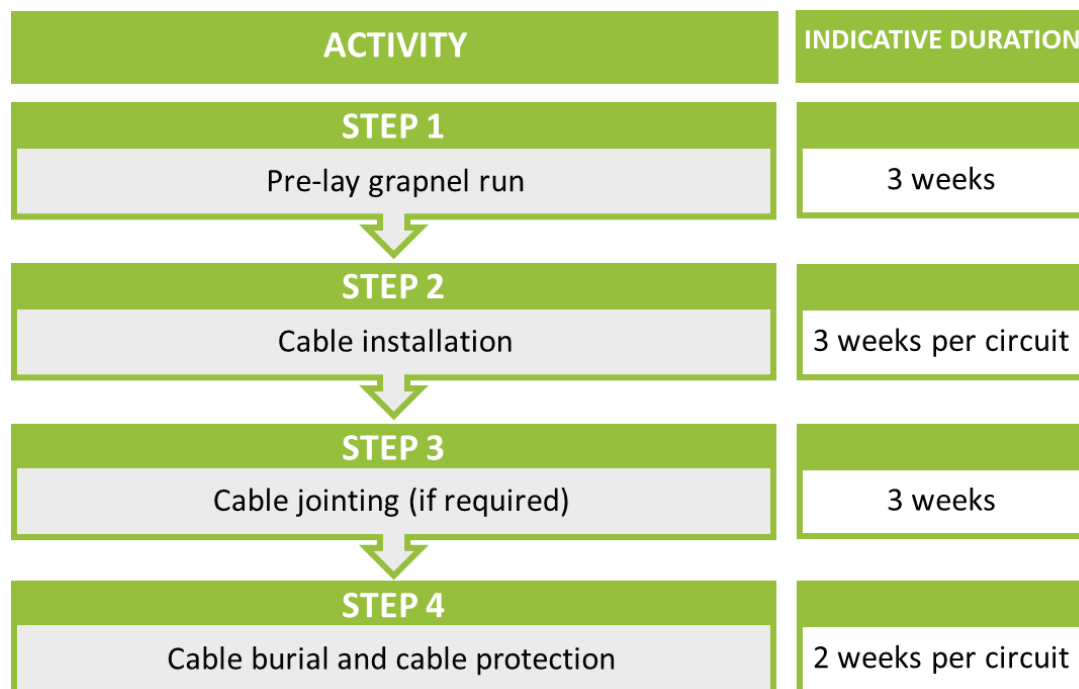 ACTIVITY
INDICATIVE DURATION
STEP 1
Pre-lay grapnel run
3 weeks
STEP 2
Cable installation
3 weeks per circuit
STEP 3
Cable jointing (if required)
3 weeks
STEP 4
Cable burial and cable protection
2 weeks per circuit